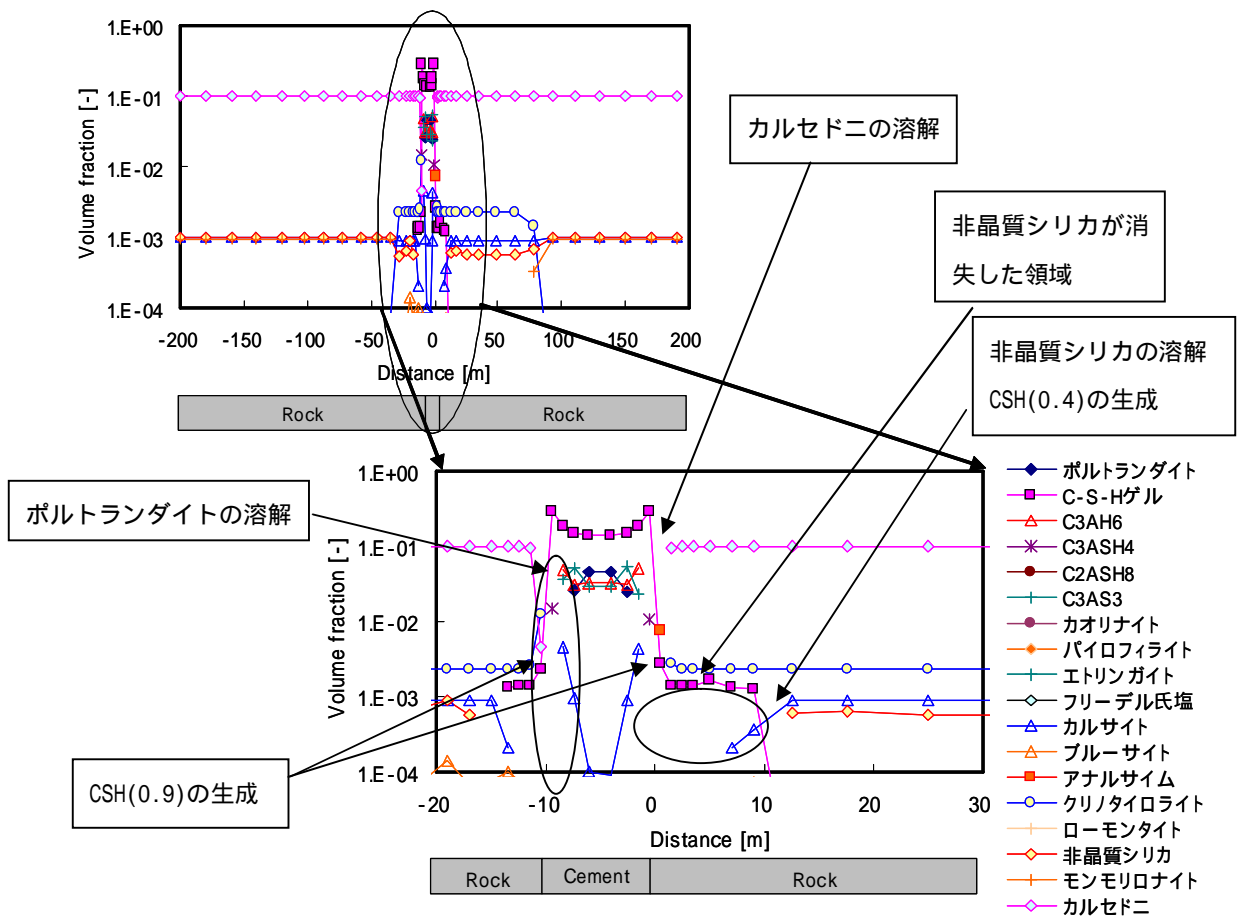 1.E+00
1.E-01
1.E-02
1.E-03
1.E-04
Volume fraction [-]
-200 -150 -100 -50 0 50 100 150 200
Distance [m]
Rock Rock
カルセドニの溶解
非晶質シリカが消
失した領域
非晶質シリカの溶解
CSH(0.4)の生成
ポルトランダイトの溶解
CSH(0.9)の生成
1.E+00
1.E-01
1.E-02
1.E-03
1.E-04
Volume fraction [-]
-20 -10 0 10 20 30
Distance [m]
Rock Cement Rock
ポルトランダイト
C-S-Hゲル
C3AH6
C3ASH4
C2ASH8
C3AS3
カオリナイト
パイロフィライト
エトリンガイト
フリーデル氏塩
カルサイト
ブルーサイト
アナルサイム
クリノタイロライト
ローモンタイト
非晶質シリカ
モンモリロナイト
カルセドニ